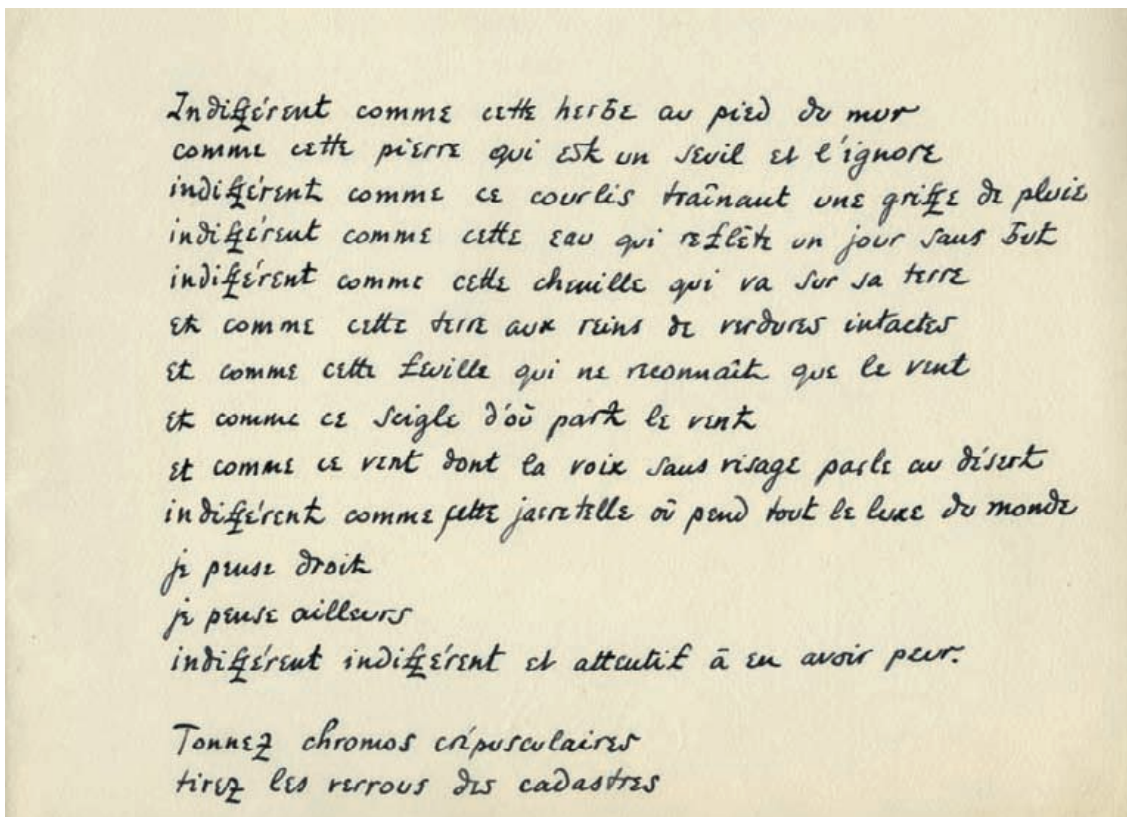 Indifférent comme cette herbe au pied du mur
comme cette pierre qui est un seuil et l'ignore
indifférent comme ce courlis traînant une griffe de pluie
indifférent comme cette eau qui reflète un jour sans but
indifférent comme cette chenille qui va sur sa terre
et comme cette terre aux reins de verdures intactes
et comme cette feuille qui ne reconnaît que le vent
et comme ce seigle d'où part le vent
et comme ce vent dont la voix sans visage parle au désert
indifférent comme cette jarretelle où pend tout le luxe du monde
je pense droit
je pense ailleurs
indifférent indifférent et attentif à en avoir peur.
Tonnez chromos crépusculaires
tirez les verrous des cadastres